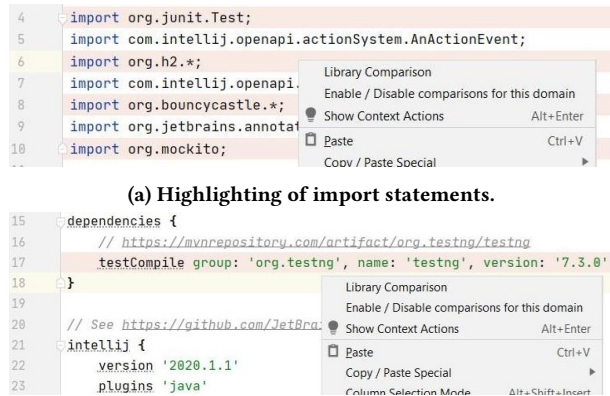 4 import org.junit.Test;
5 import com.intellij.openapi.actionSystem.AnActionEvent;
6 import org.h2.*;
7 import com.intellij.openapi.
8 import org.bouncycastle.*;
9 import org.jetbrains.annotat
10 import org.mockito;
Library Comparison
Enable / Disable comparisons for this domain
Show Context Actions Alt+Enter
Paste Ctrl+V
Copy / Paste Special
(a) Highlighting of import statements.
15 dependencies {
16 // https://mvnrepository.com/artifact/org.testng/testng
17 testCompile group: 'org.testng', name: 'testng', version: '7.3.0'
18 }
19
20 // See https://github.com/JetBra
21 intellij {
22 version '2020.1.1'
23 plugins 'java'
Library Comparison
Enable / Disable comparisons for this domain
Show Context Actions Alt+Enter
Paste Ctrl+V
Copy / Paste Special
Column Selection Mode Alt+Shift+Insert